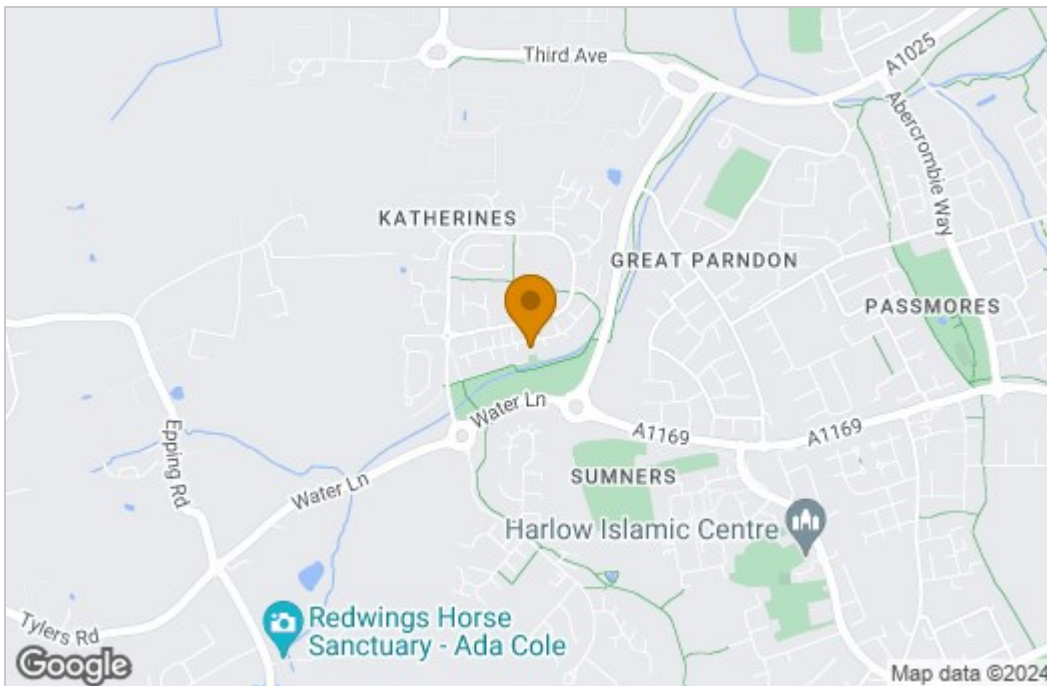 Third Ave
A1025
Abercrombie Way
KATHERINES
GREAT PARNDON
PASSMORES
Water Ln
A1169
A1169
Epping Rd
SUMNERS
Water Ln
Harlow Islamic Centre
Tylers Rd
Redwings Horse
Sanctuary - Ada Cole
Google
Map data ©2024